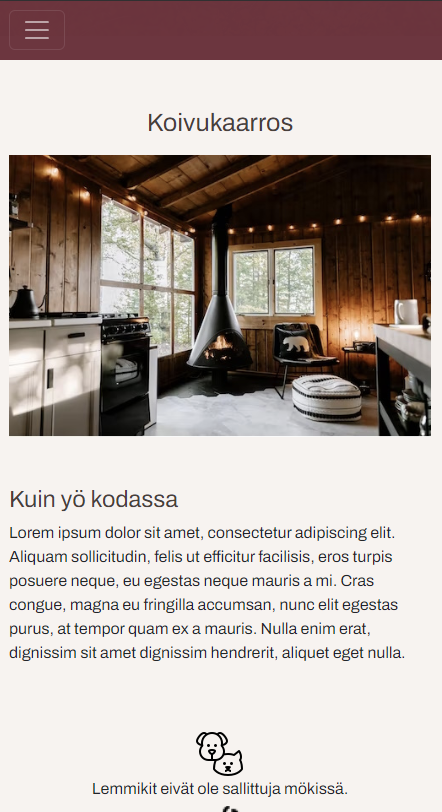 Koivukaarros
Kuin yö kodassa
Lorem ipsum dolor sit amet, consectetur adipiscing elit.
Aliquam sollicitudin, felis ut efficitur facilisis, eros turpis
posuere neque, eu egestas neque mauris a mi. Cras
congue, magna eu fringilla accumsan, nunc elit egestas
purus, at tempor quam ex a mauris. Nulla enim erat,
dignissim sit amet dignissim hendrerit, aliquet eget nulla.
Lemmikit eivät ole sallittuja mökissä.